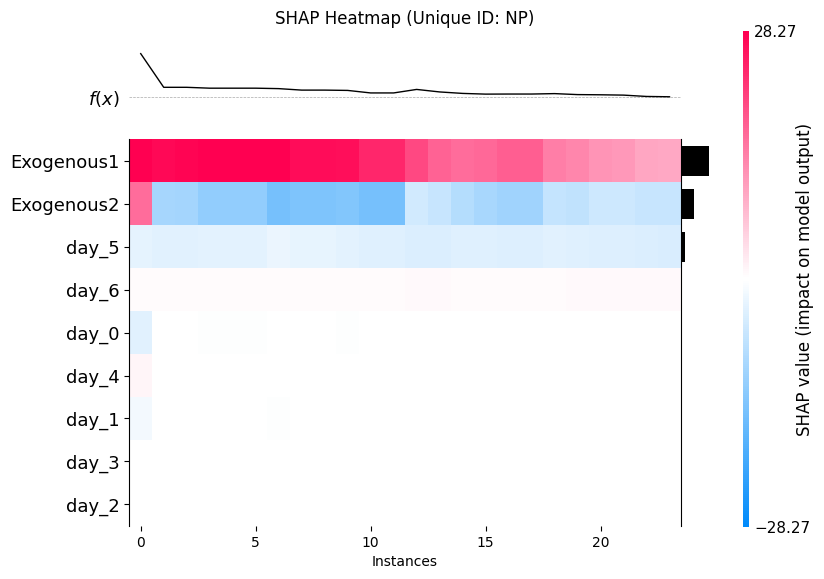 SHAP Heatmap (Unique ID: NP)
28.27
f(x)
Exogenous1
Exogenous2
day_5
day_6
day_0
day_4
day_1
day_3
day_2
SHAP value (impact on model output)
−28.27
0 5 10 15 20
Instances